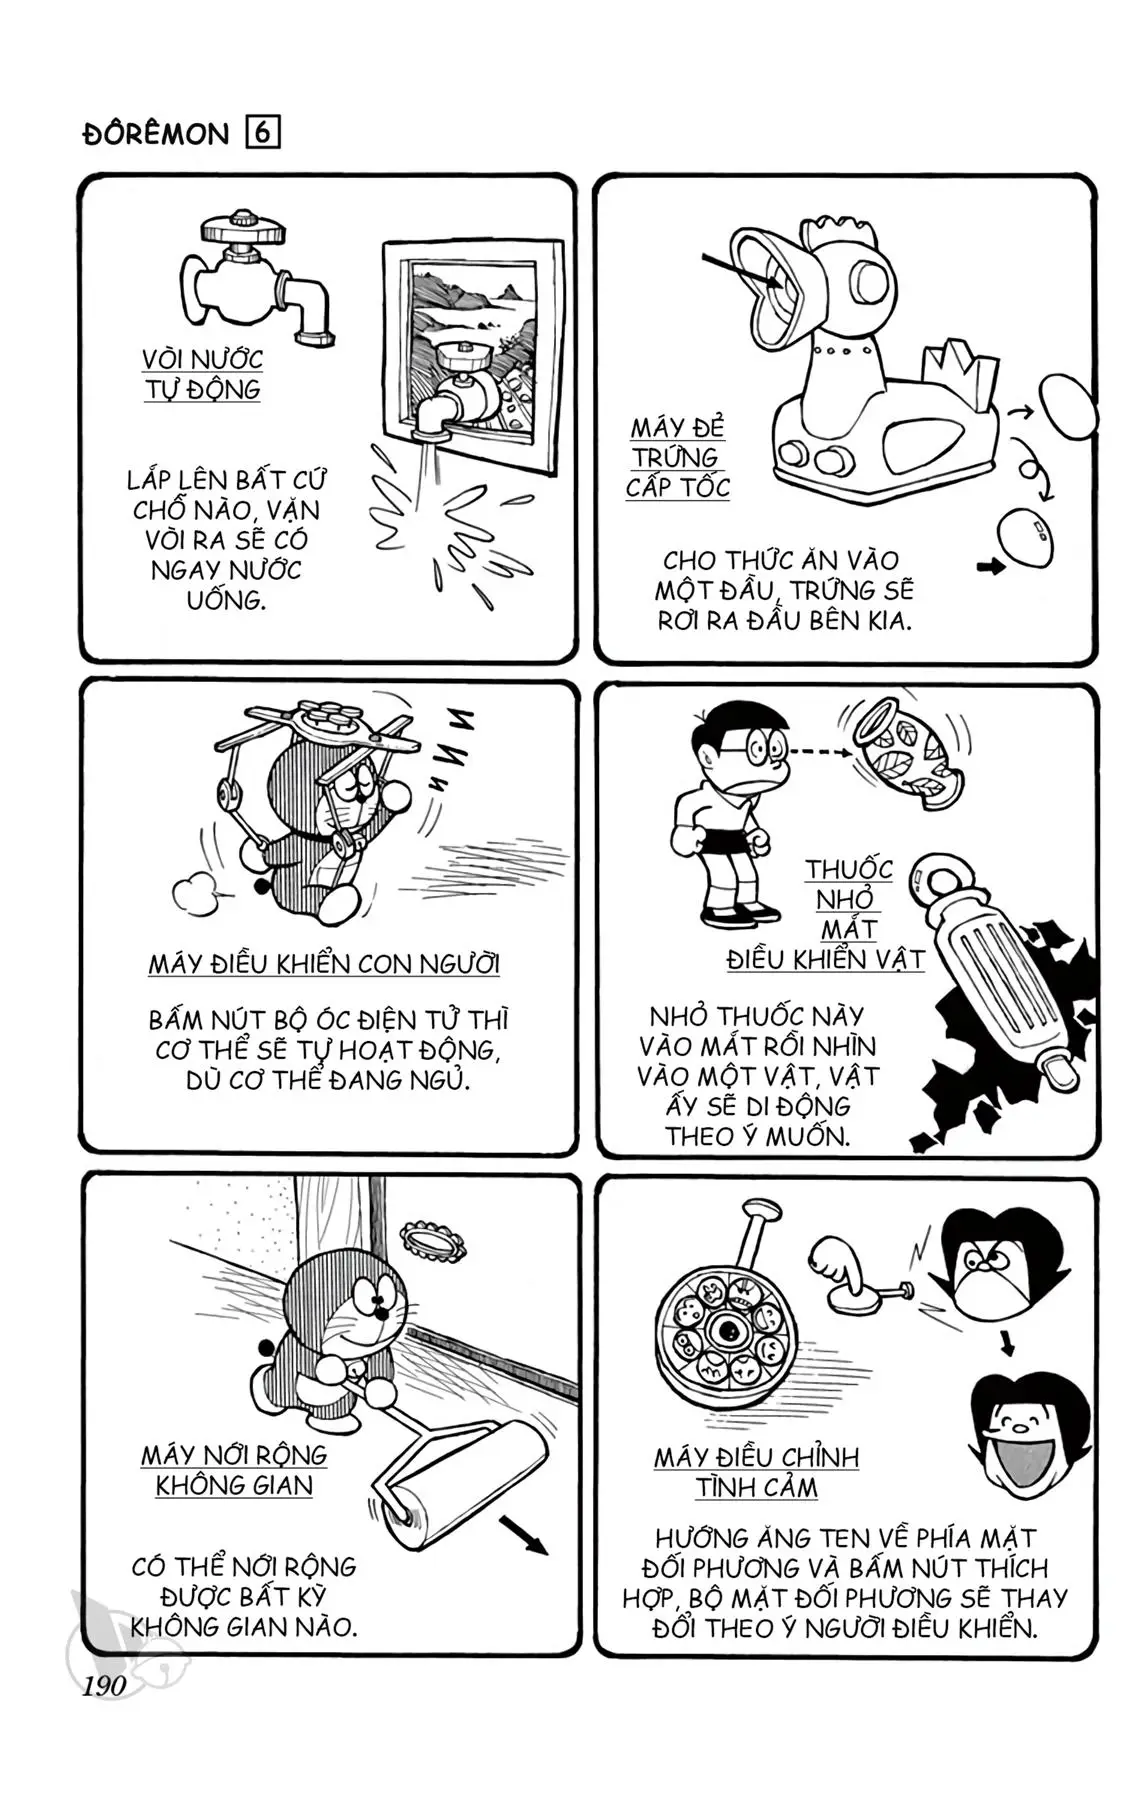 ĐÔRÊMON 6
VÒI NƯỚC
TỰ ĐỘNG
LẮP LÊN BẤT CỨ
CHỖ NÀO, VẶN
VÒI RA SẼ CÓ
NGAY NƯỚC
UỐNG.
MÁY ĐẺ
TRỨNG
CẤP TỐC
CHO THỨC ĂN VÀO
MỘT ĐẦU, TRỨNG SẼ
RƠI RA ĐẦU BÊN KIA.
MÁY ĐIỀU KHIỂN CON NGƯỜI
BẤM NÚT BỘ ÓC ĐIỆN TỬ THÌ
CƠ THỂ SẼ TỰ HOẠT ĐỘNG,
DÙ CƠ THỂ ĐANG NGỦ.
THUỐC
NHỎ
MẮT
ĐIỀU KHIỂN VẬT
NHỎ THUỐC NÀY
VÀO MẮT RỒI NHÌN
VÀO MỘT VẬT, VẬT
ẤY SẼ DI ĐỘNG
THEO Ý MUỐN.
MÁY NỚI RỘNG
KHÔNG GIAN
CÓ THỂ NỚI RỘNG
ĐƯỢC BẤT KỲ
KHÔNG GIAN NÀO.
MÁY ĐIỀU CHỈNH
TÌNH CẢM
HƯỚNG ĂNG TEN VỀ PHÍA MẶT
ĐỐI PHƯƠNG VÀ BẤM NÚT THÍCH
HỢP, BỘ MẶT ĐỐI PHƯƠNG SẼ THAY
ĐỔI THEO Ý NGƯỜI ĐIỀU KHIỂN.
190